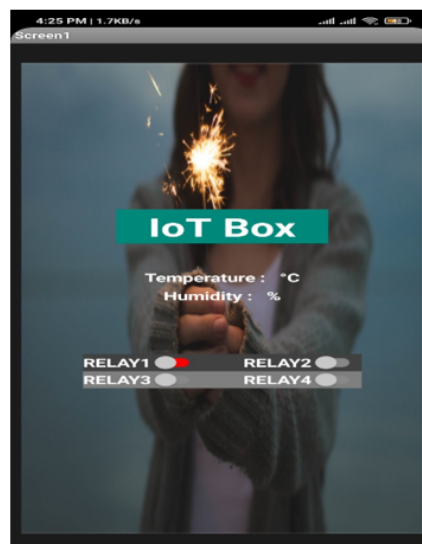 4:25 PM | 1.7KB/s
Screen1
IoT Box
Temperature : °C
Humidity : %
RELAY1 RELAY2
RELAY3 RELAY4